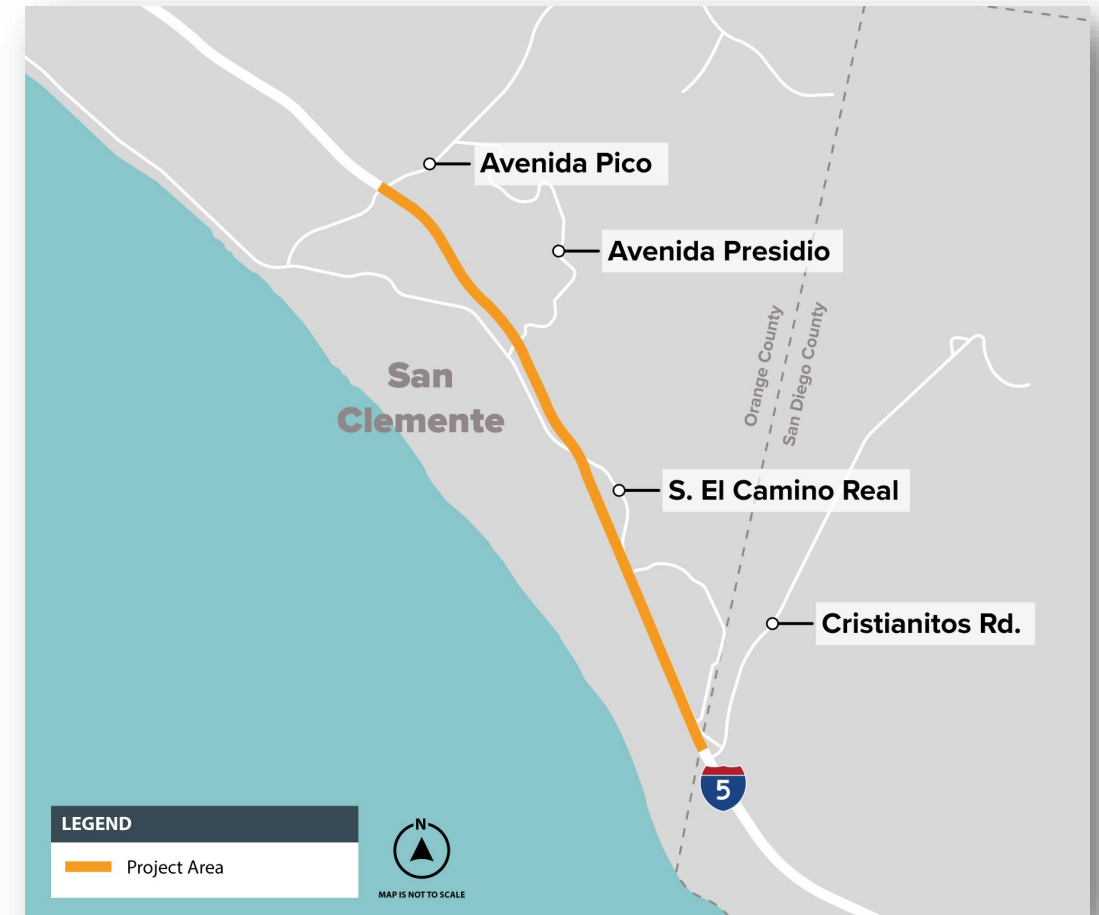 Avenida Pico
Avenida Presidio
Orange County
San Diego County
San
Clemente
S. El Camino Real
Cristianitos Rd.
5
LEGEND
Project Area
N
MAP IS NOT TO SCALE